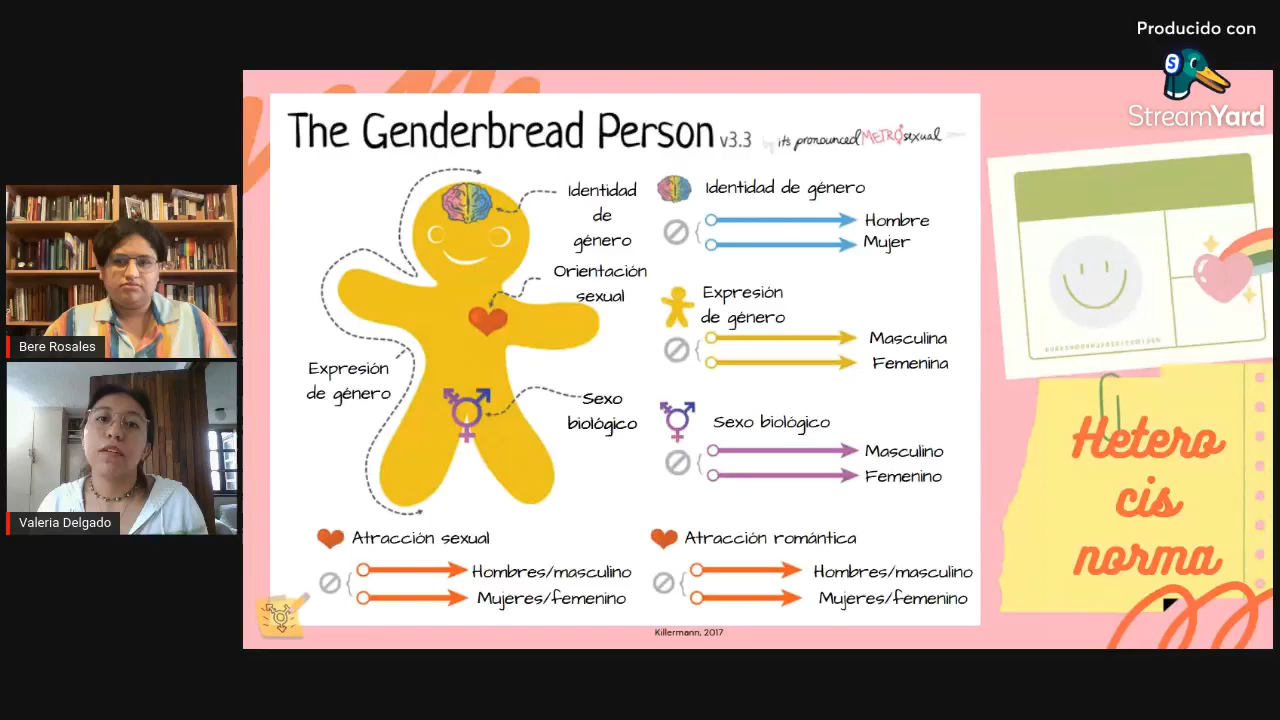 Producido con
StreamYard
The Genderbread Person v3.3 by it's pronounced METROsexual
Identidad
de
género
Orientación
sexual
Expresión
de género
Sexo
biológico
Identidad de género
Hombre
Mujer
Expresión
de género
Masculina
Femenina
Sexo biológico
Masculino
Femenino
Atracción sexual
Hombres/masculino
Mujeres/femenino
Atracción romántica
Hombres/masculino
Mujeres/femenino
Killermann, 2017
Hetero
cis
norma
Bere Rosales
Valeria Delgado